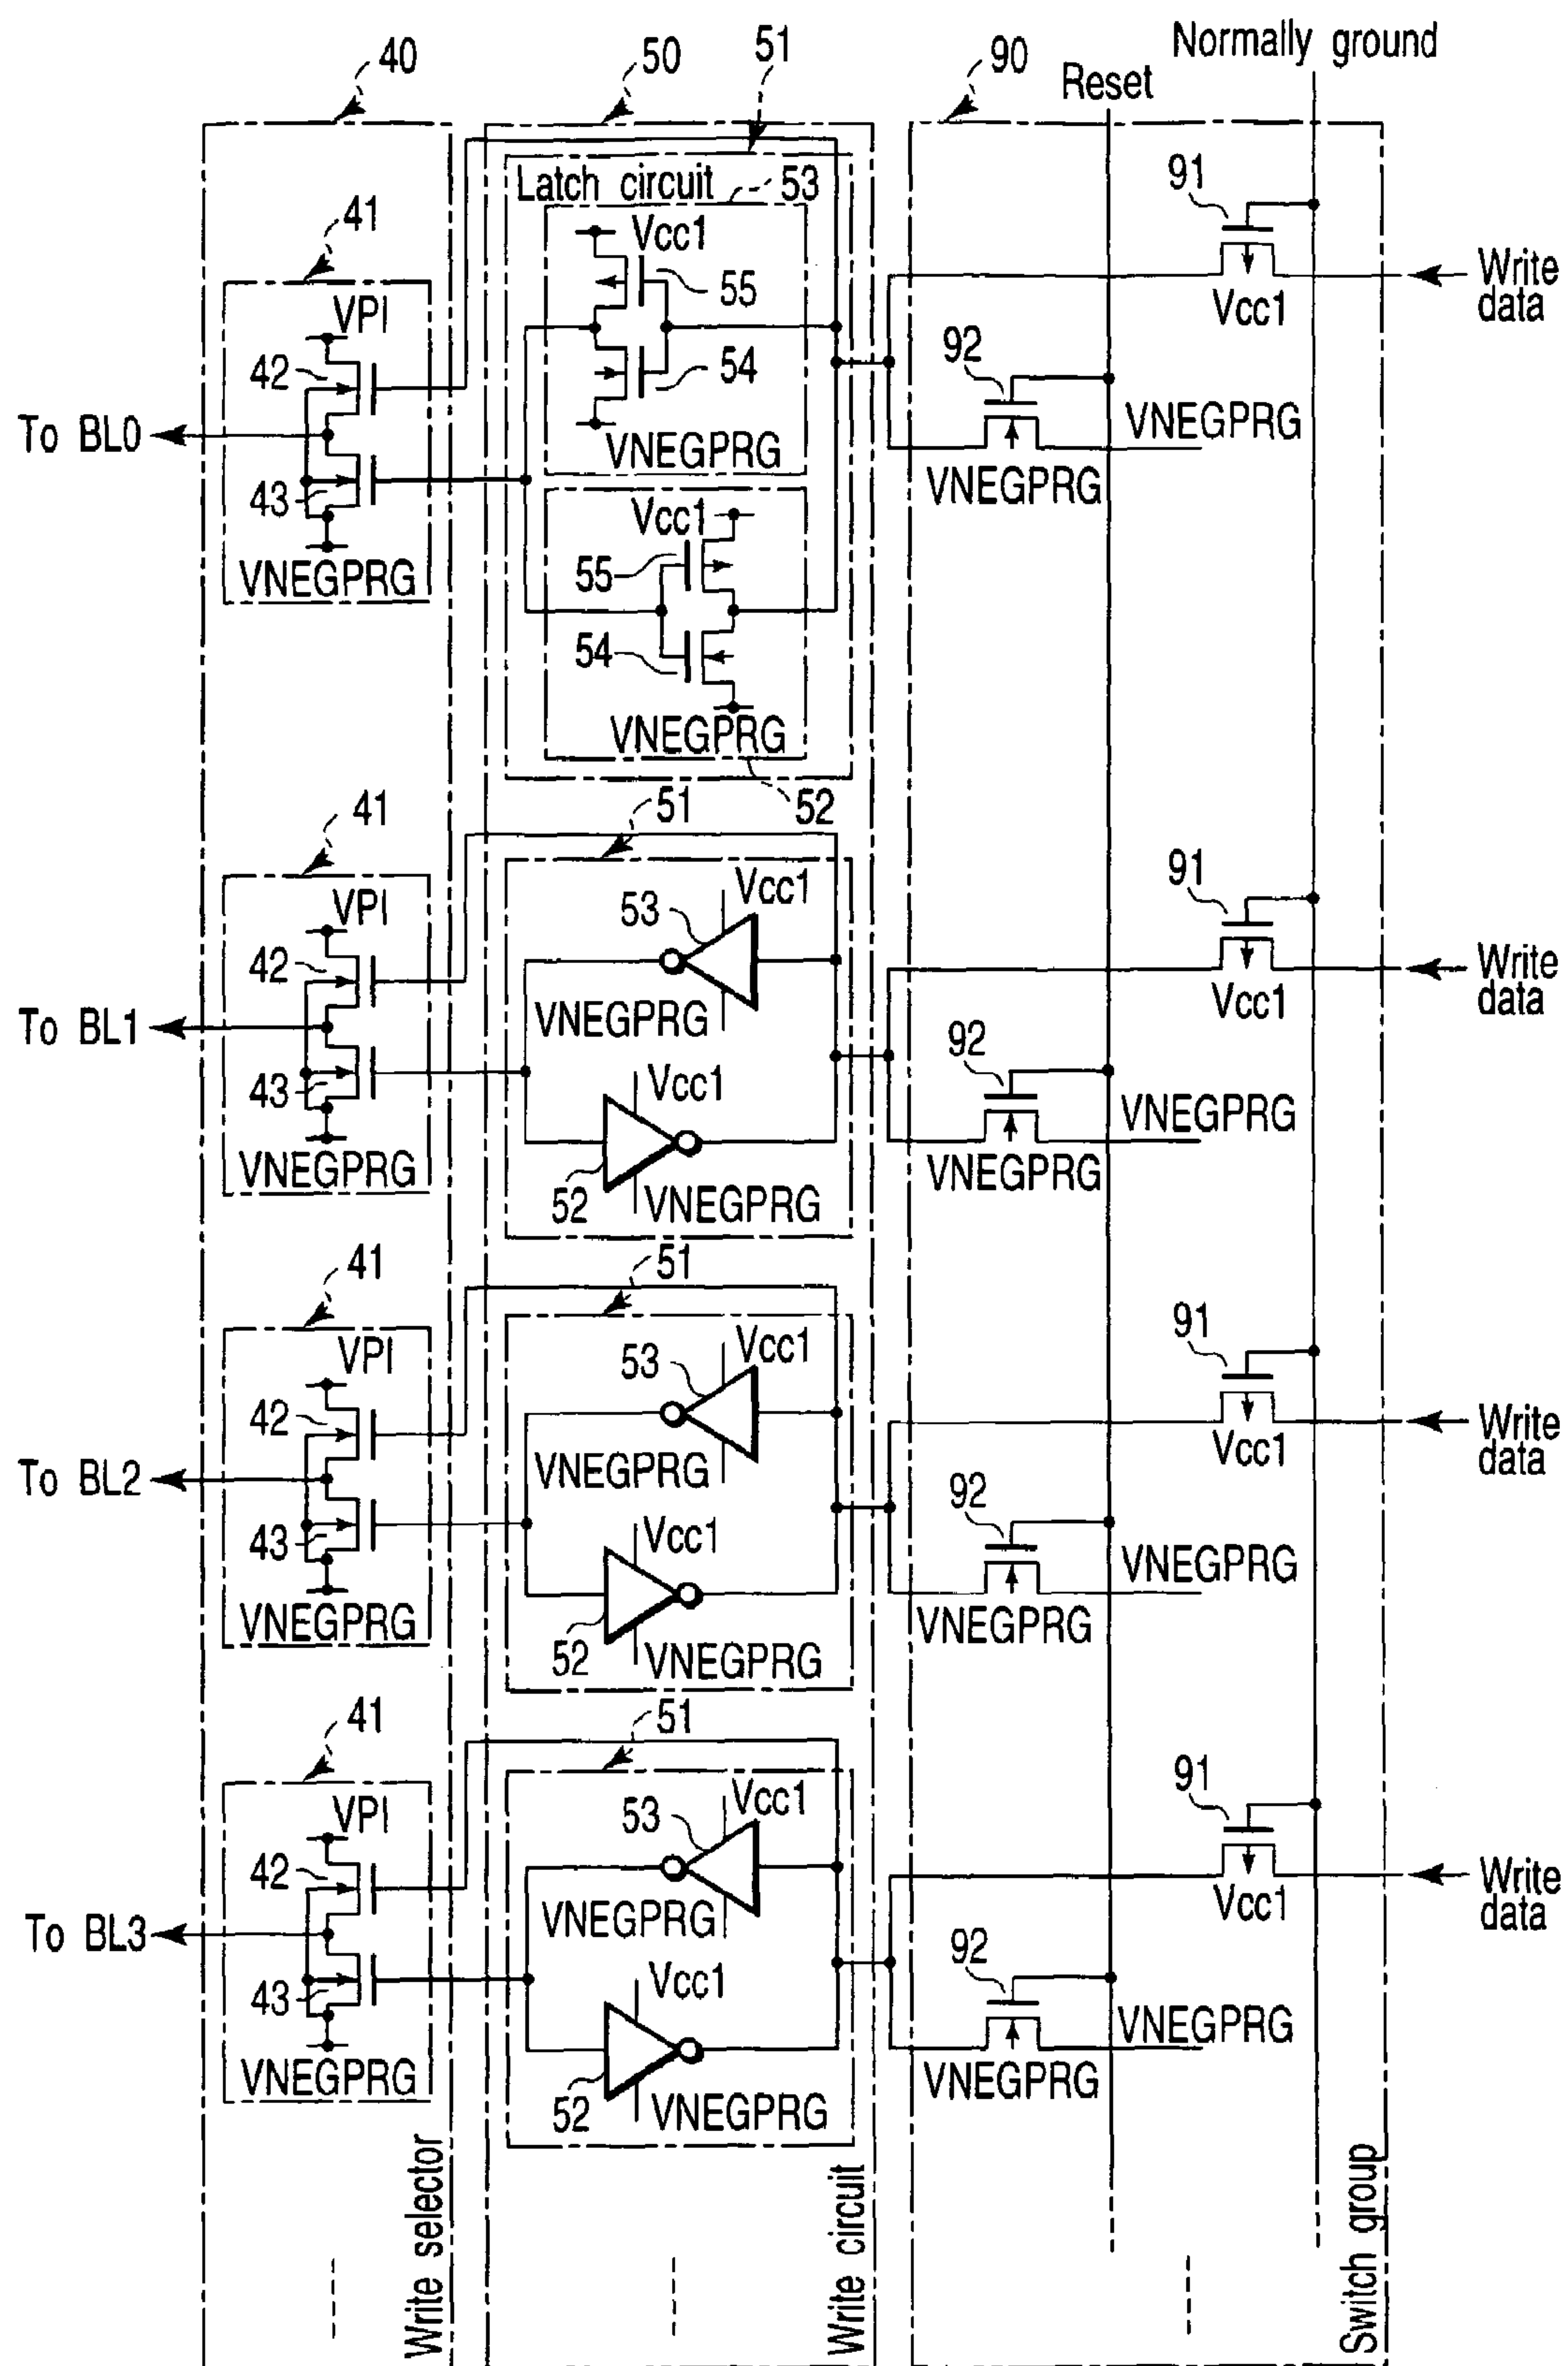 Normally ground
40
50
51
90
Reset
Latch circuit
53
91
41
Vcc1
55
Write
data
VPI
Vcc1
42
54
92
To BL0
VNEGPRG
VNEGPRG
43
VNEGPRG
Vcc1
VNEGPRG
55
54
VNEGPRG
52
41
51
91
VPI
53
Vcc1
42
Write
data
VNEGPRG
Vcc1
To BL1
92
Vcc1
43
VNEGPRG
VNEGPRG
VNEGPRG
52
VNEGPRG
41
51
91
VPI
53
Vcc1
42
Write
data
VNEGPRG
Vcc1
To BL2
92
Vcc1
43
VNEGPRG
VNEGPRG
VNEGPRG
52
VNEGPRG
41
51
91
VPI
53
Vcc1
42
Write
data
VNEGPRG
Vcc1
To BL3
92
Vcc1
43
VNEGPRG
VNEGPRG
VNEGPRG
52
VNEGPRG
Write selector
Write circuit
Switch group